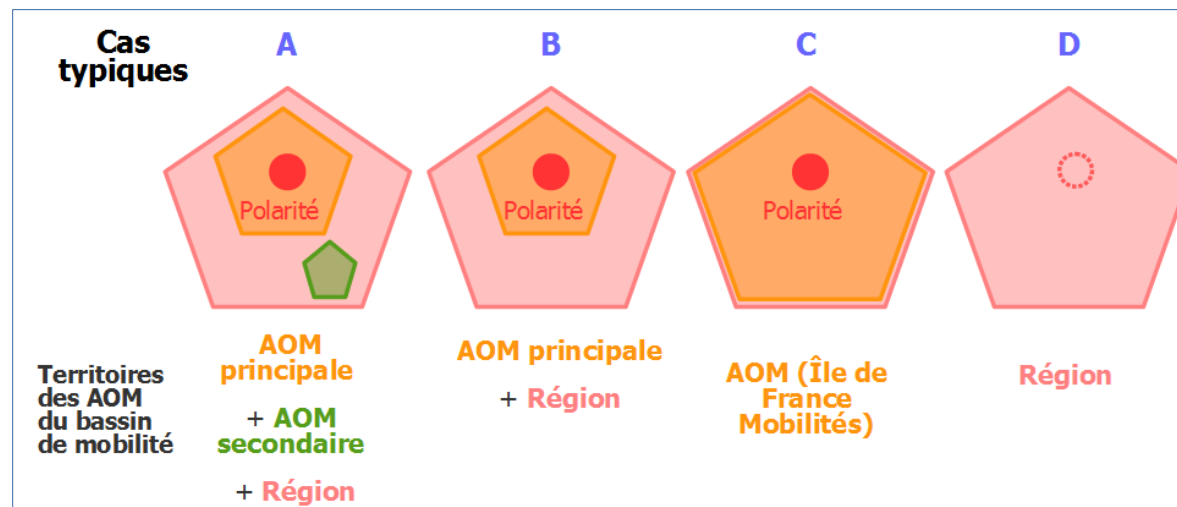 Cas
typiques
A
B
C
D
Polarité
Polarité
Polarité
Territoires
des AOM
du bassin
de mobilité
AOM
principale
+ AOM
secondaire
+ Région
AOM principale
+ Région
AOM (Île de
France
Mobilités)
Région